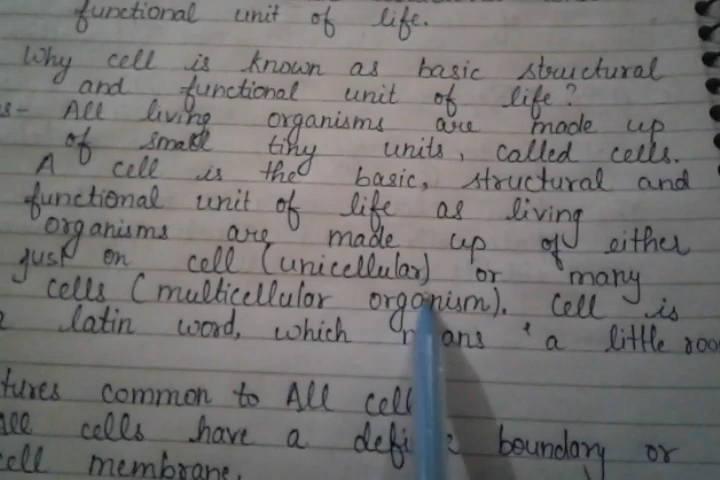 functional unit of life.
Why cell is known as basic structural
and functional unit of life?
All living organisms are made up
of small tiny units, called cells.
A cell is the basic, structural and
functional unit of life as living
organisms are made up of either
just on cell (unicellular) or many
cells (multicellular organism). Cell is
latin word, which ' a little
common to All
cells have a boundary or
cell membrane.